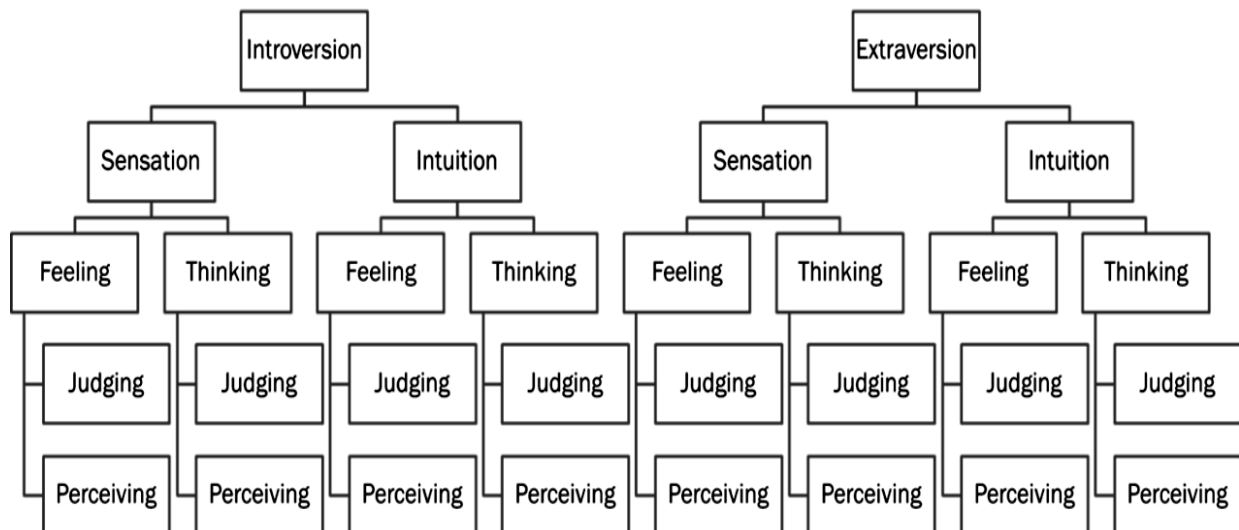 Introversion Extraversion
Sensation Intuition Sensation Intuition
Feeling Thinking Feeling Thinking Feeling Thinking Feeling Thinking
Judging Judging Judging Judging Judging Judging Judging Judging
Perceiving Perceiving Perceiving Perceiving Perceiving Perceiving Perceiving Perceiving